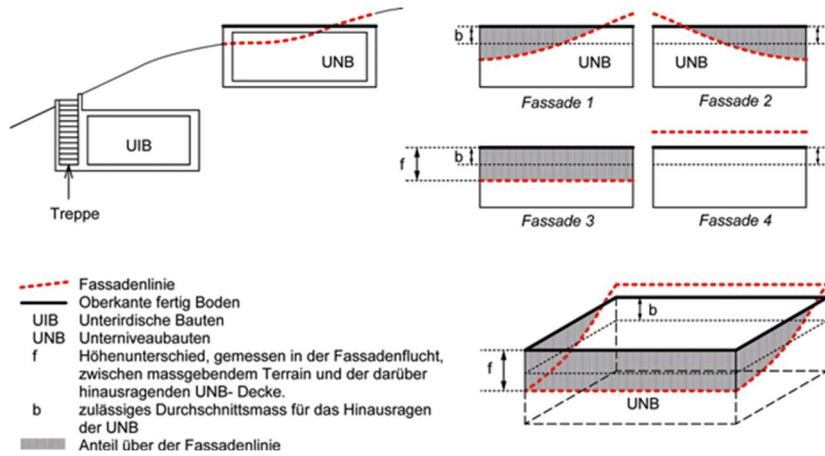 UNB
UIB
Treppe
b
UNB
Fassade 1
UNB
b
Fassade 2
f
b
Fassade 3
b
Fassade 4
Fassadenlinie
Oberkante fertig Boden
UIB Unterirdische Bauten
UNB Unterniveaubauten
f Höhenunterschied, gemessen in der Fassadenflucht,
zwischen massgebendem Terrain und der darüber
hinausragenden UNB- Decke.
b zulässiges Durchschnittsmass für das Hinausragen
der UNB
Anteil über der Fassadenlinie
b
f
UNB